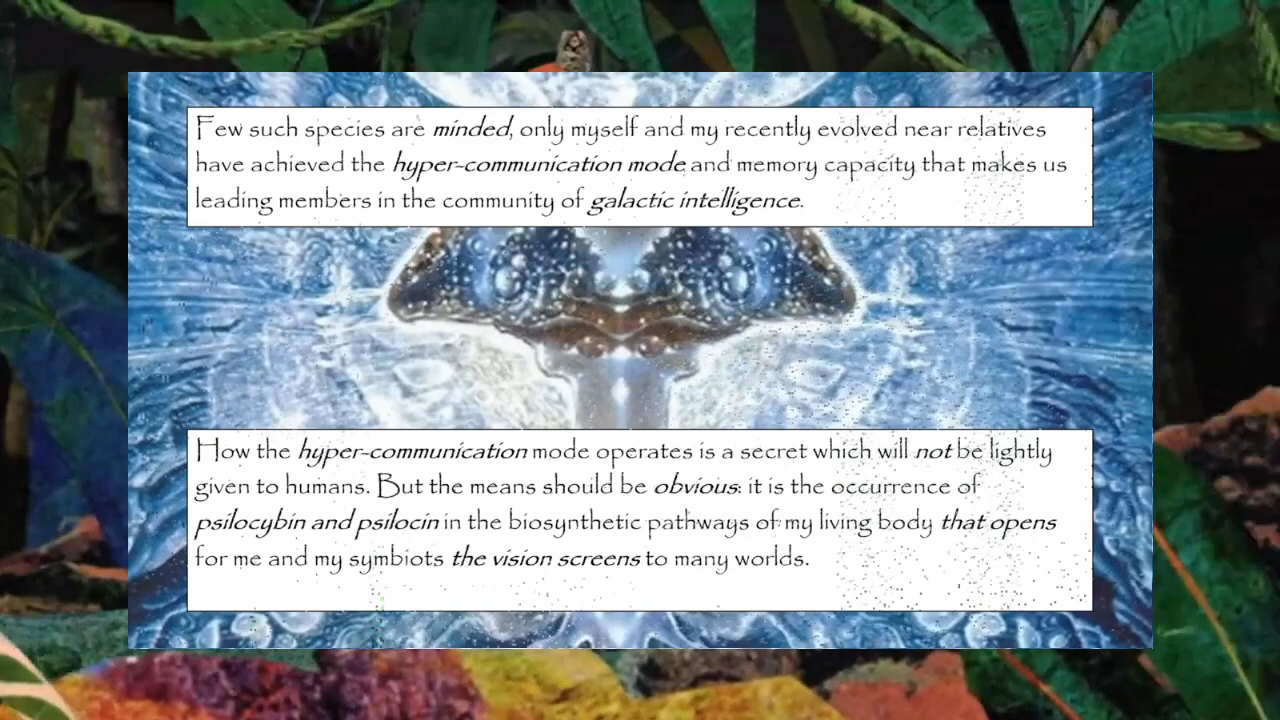 Few such species are minded, only myself and my recently evolved near relatives
have achieved the hyper-communication mode and memory capacity that makes us
leading members in the community of galactic intelligence.
How the hyper-communication mode operates is a secret which will not be lightly
given to humans. But the means should be obvious: it is the occurrence of
psilocybin and psilocin in the biosynthetic pathways of my living body that opens
for me and my symbiots the vision screens to many worlds.